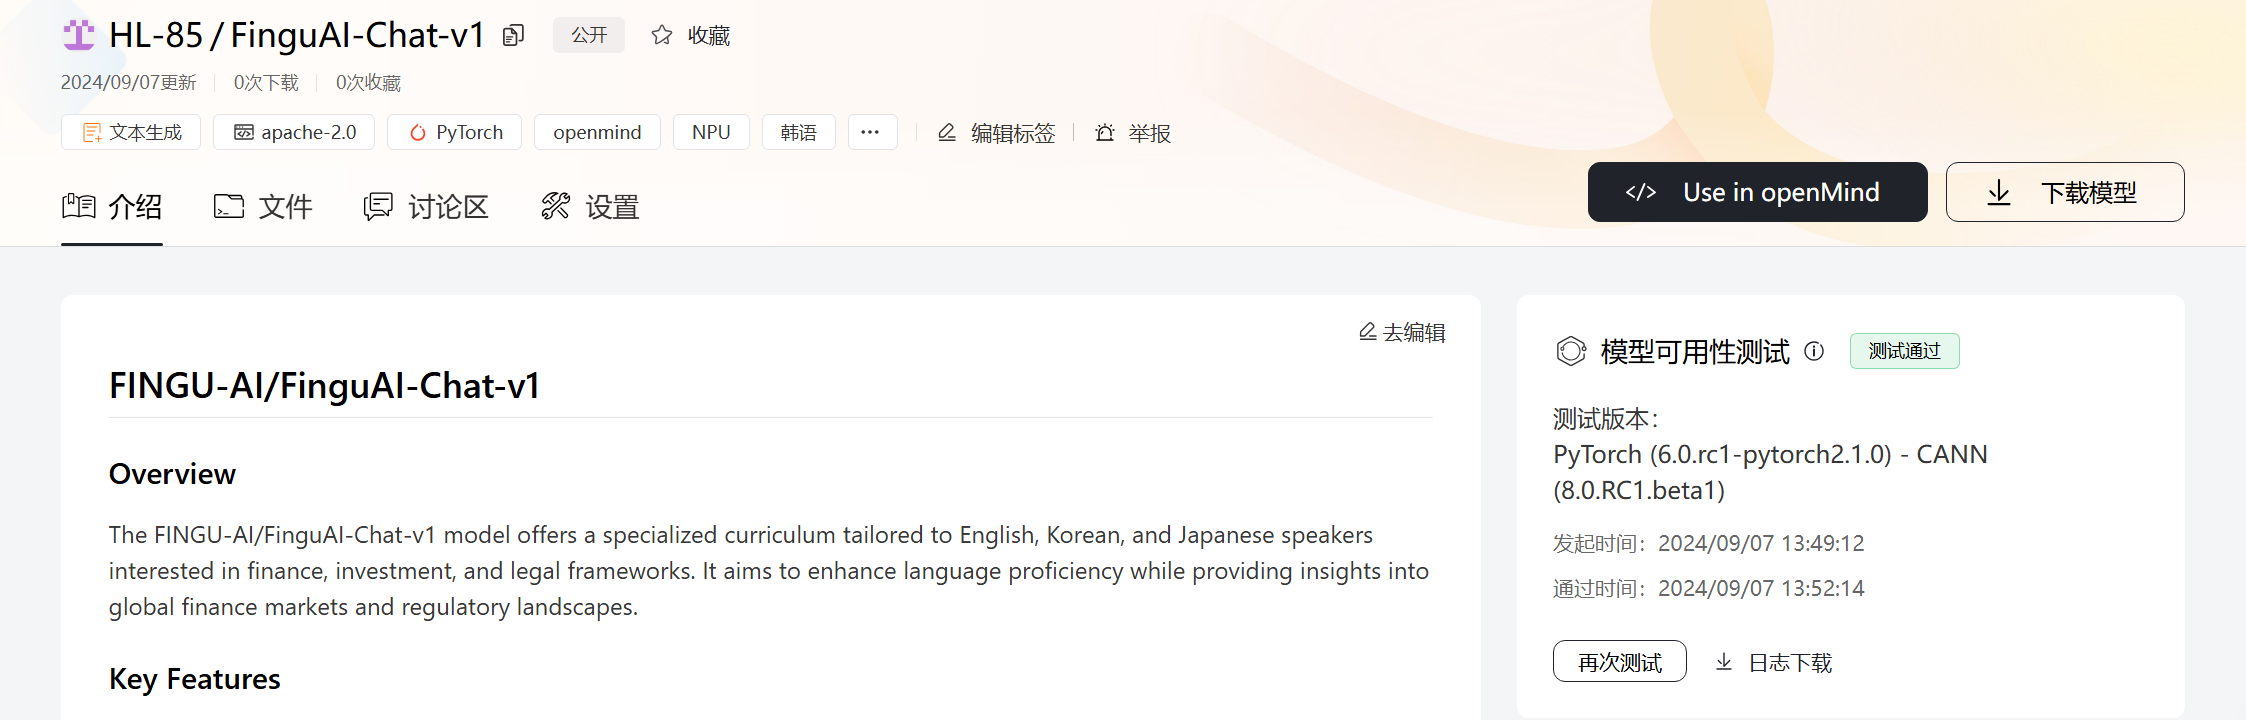 HL-85 / FinguAI-Chat-v1 公开 收藏
2024/09/07更新 0次下载 0次收藏
文本生成 apache-2.0 PyTorch openmind NPU 韩语 ··· 编辑标签 举报
介绍 文件 讨论区 设置
</> Use in openMind 下载模型
去编辑
FINGU-AI/FinguAI-Chat-v1
Overview
The FINGU-AI/FinguAI-Chat-v1 model offers a specialized curriculum tailored to English, Korean, and Japanese speakers
interested in finance, investment, and legal frameworks. It aims to enhance language proficiency while providing insights into
global finance markets and regulatory landscapes.
Key Features
模型可用性测试 测试通过
测试版本：
PyTorch (6.0.rc1-pytorch2.1.0) - CANN
(8.0.RC1.beta1)
发起时间：2024/09/07 13:49:12
通过时间：2024/09/07 13:52:14
再次测试 日志下载